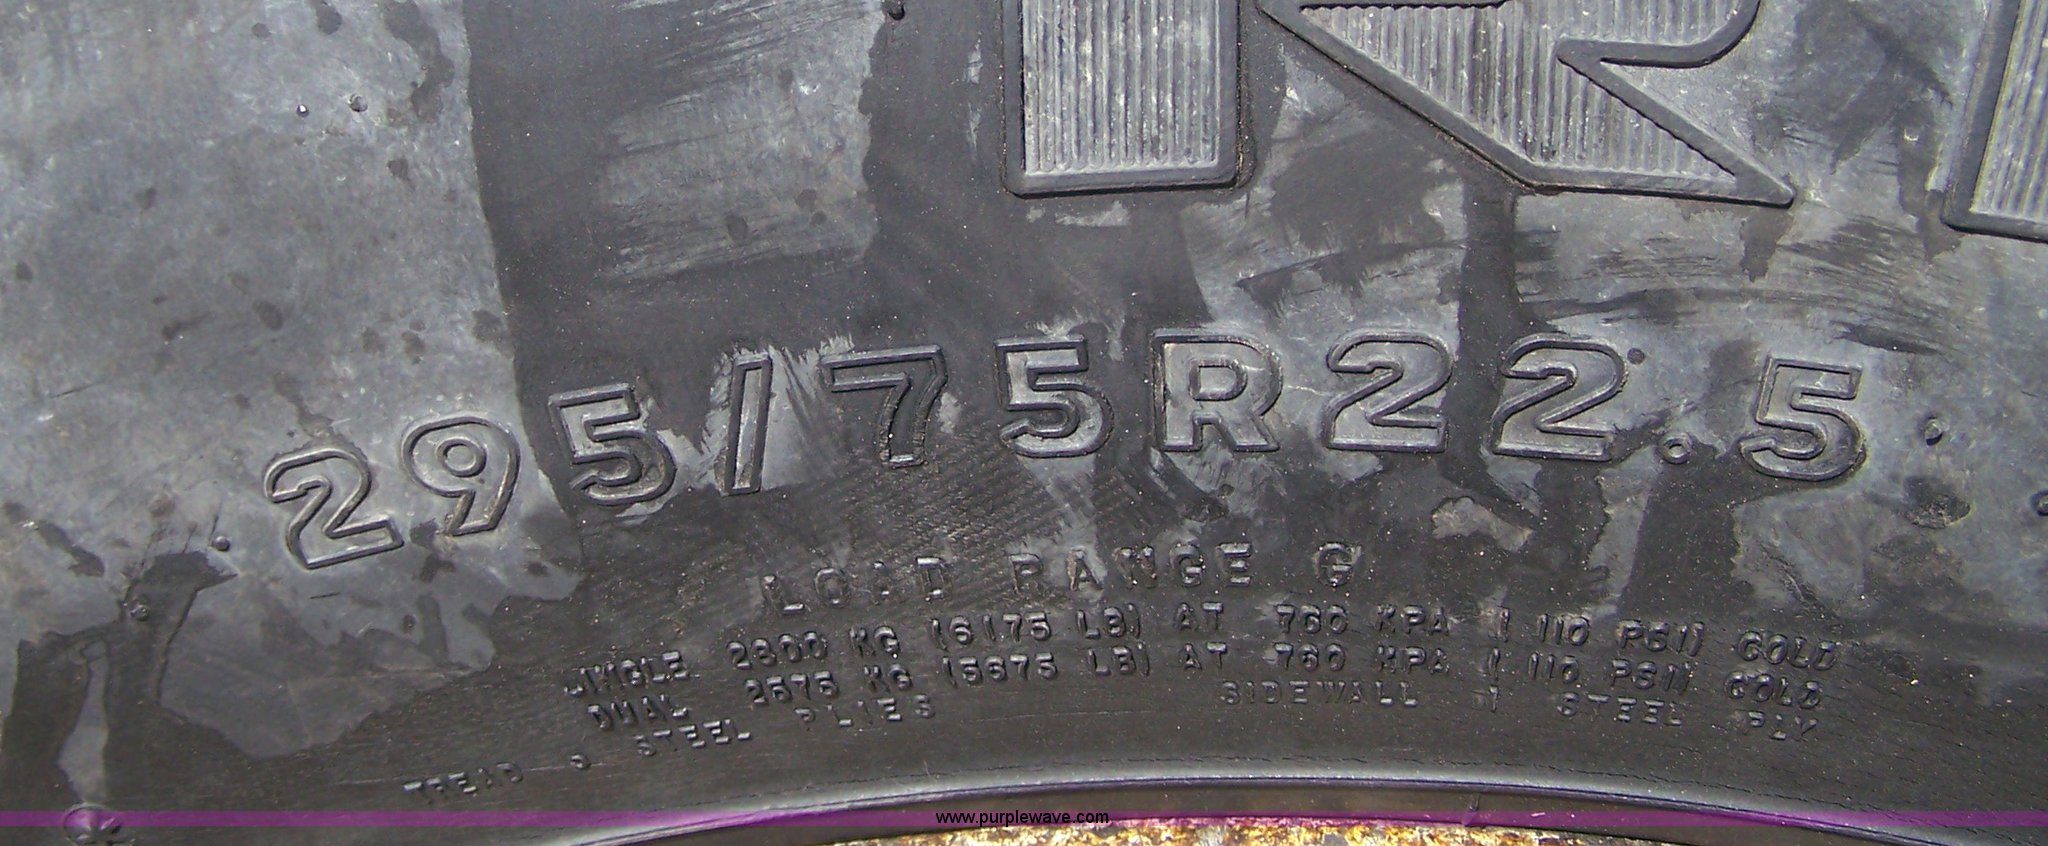 295/75R22.5
LOAD RANGE G
SINGLE 2800 KG (6175 LB) AT 760 KPA (110 PSI) COLD
DUAL 2575 KG (5675 LB) AT 760 KPA (110 PSI) COLD
TREAD STEEL PLIES SIDEWALL 1 STEEL PLY
www.purplewave.com